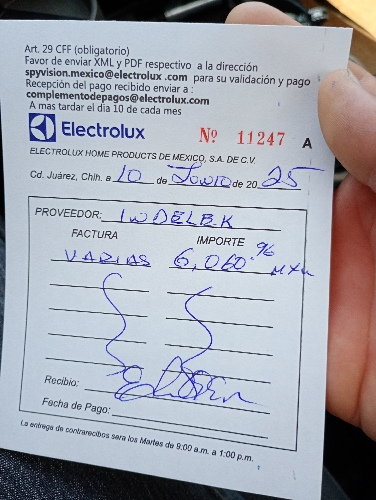 Art. 29 CFF (obligatorio)
Favor de enviar XML y PDF respectivo a la dirección
spyvision.mexico@electrolux .com para su validación y pago
Recepción del pago recibido enviar a :
complementodepagos@electrolux.com
A mas tardar el dia 10 de cada mes
Electrolux Nº 11247 A
ELECTROLUX HOME PRODUCTS DE MEXICO, S.A. DE C.V.
Cd. Juárez, Chih. a 10 de Junio de 20 25
PROVEEDOR: INDELEK
FACTURA IMPORTE
VARIAS 6,060.96 MXN
Recibio:
Fecha de Pago:
La entrega de contrarecibos sera los Martes de 9:00 a.m. a 1:00 p.m.